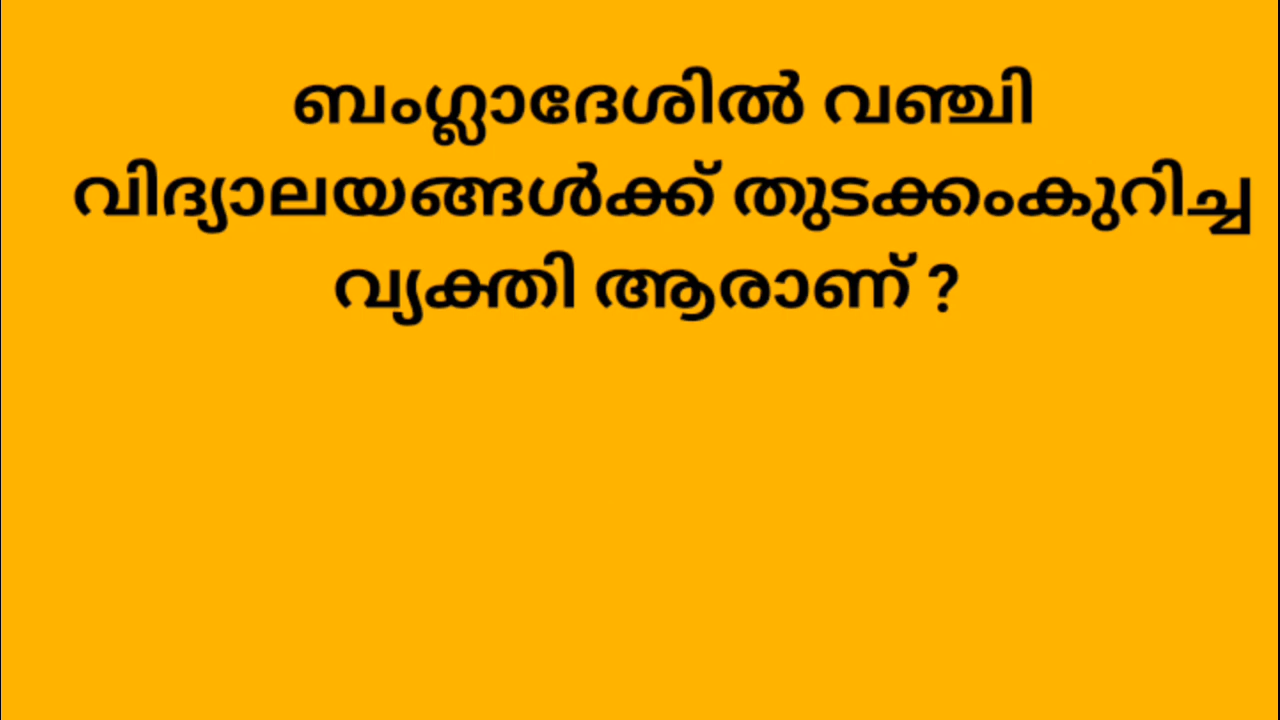 ബംഗ്ലാദേശിൽ വഞ്ചി
വിദ്യാലയങ്ങൾക്ക് തുടക്കംകുറിച്ച
വ്യക്തി ആരാണ് ?